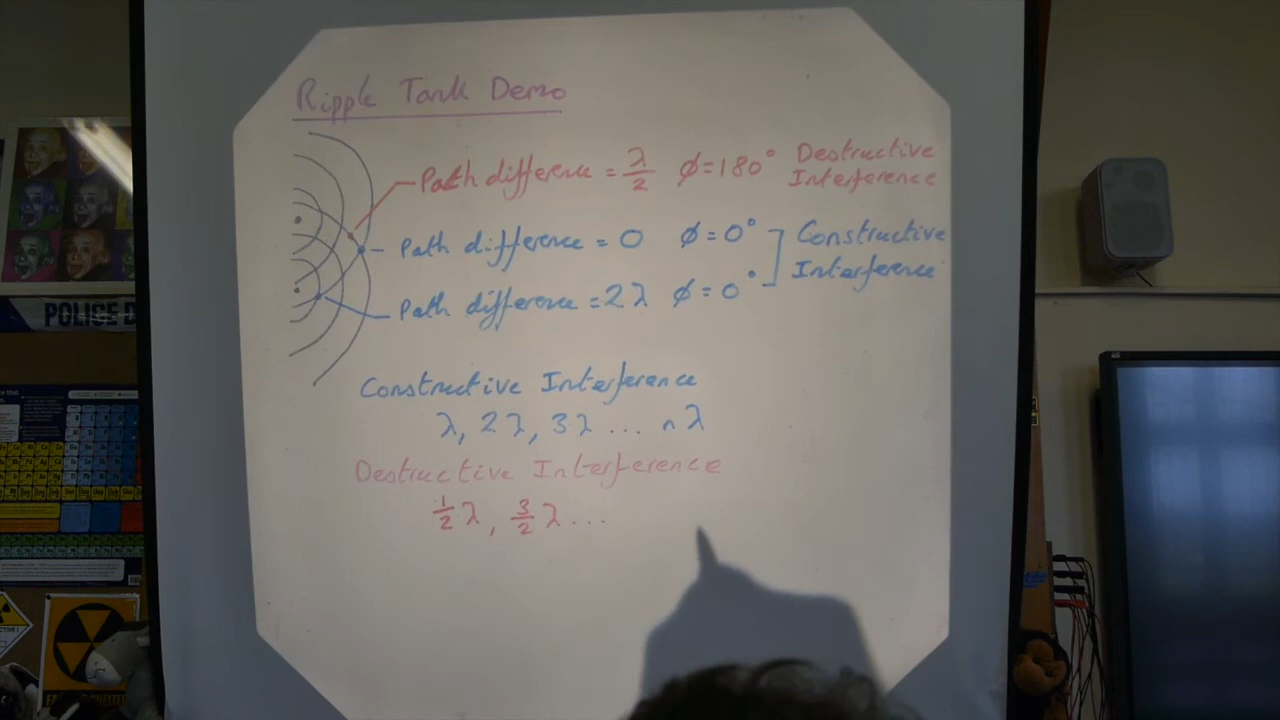 Ripple Tank Demo
Path difference = λ/2 ϕ = 180° Destructive Interference
Path difference = 0 ϕ = 0° Constructive Interference
Path difference = 2λ ϕ = 0°
Constructive Interference
λ, 2λ, 3λ ... nλ
Destructive Interference
1/2 λ, 3/2 λ ...
POLICE D